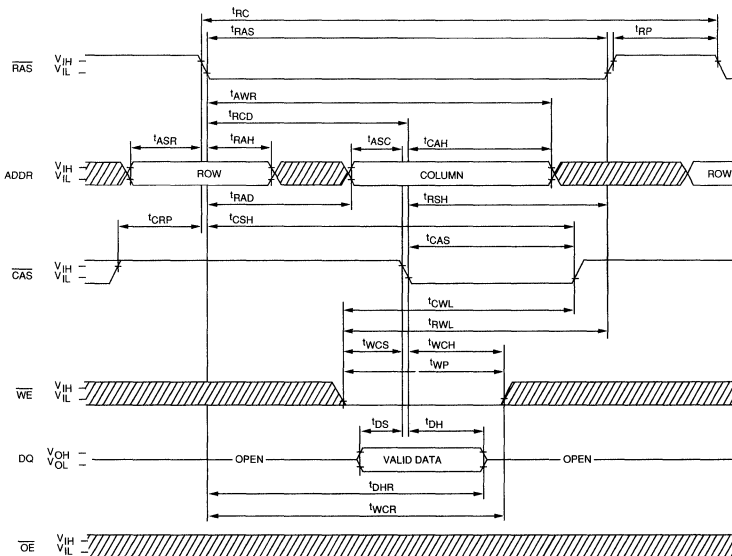 tRC
tRAS
tRP
RAS VIH
VIL
tAWR
tRCD
tASR
tRAH
tASC
tCAH
ADDR VIH
VIL
ROW
COLUMN
ROW
tRAD
tRSH
tCRP
tCSH
tCAS
CAS VIH
VIL
tCWL
tRWL
tWCS
tWCH
tWP
WE VIH
VIL
tDS
tDH
DQ VOH
VOL
OPEN
VALID DATA
OPEN
tDHR
tWCR
OE VIH
VIL